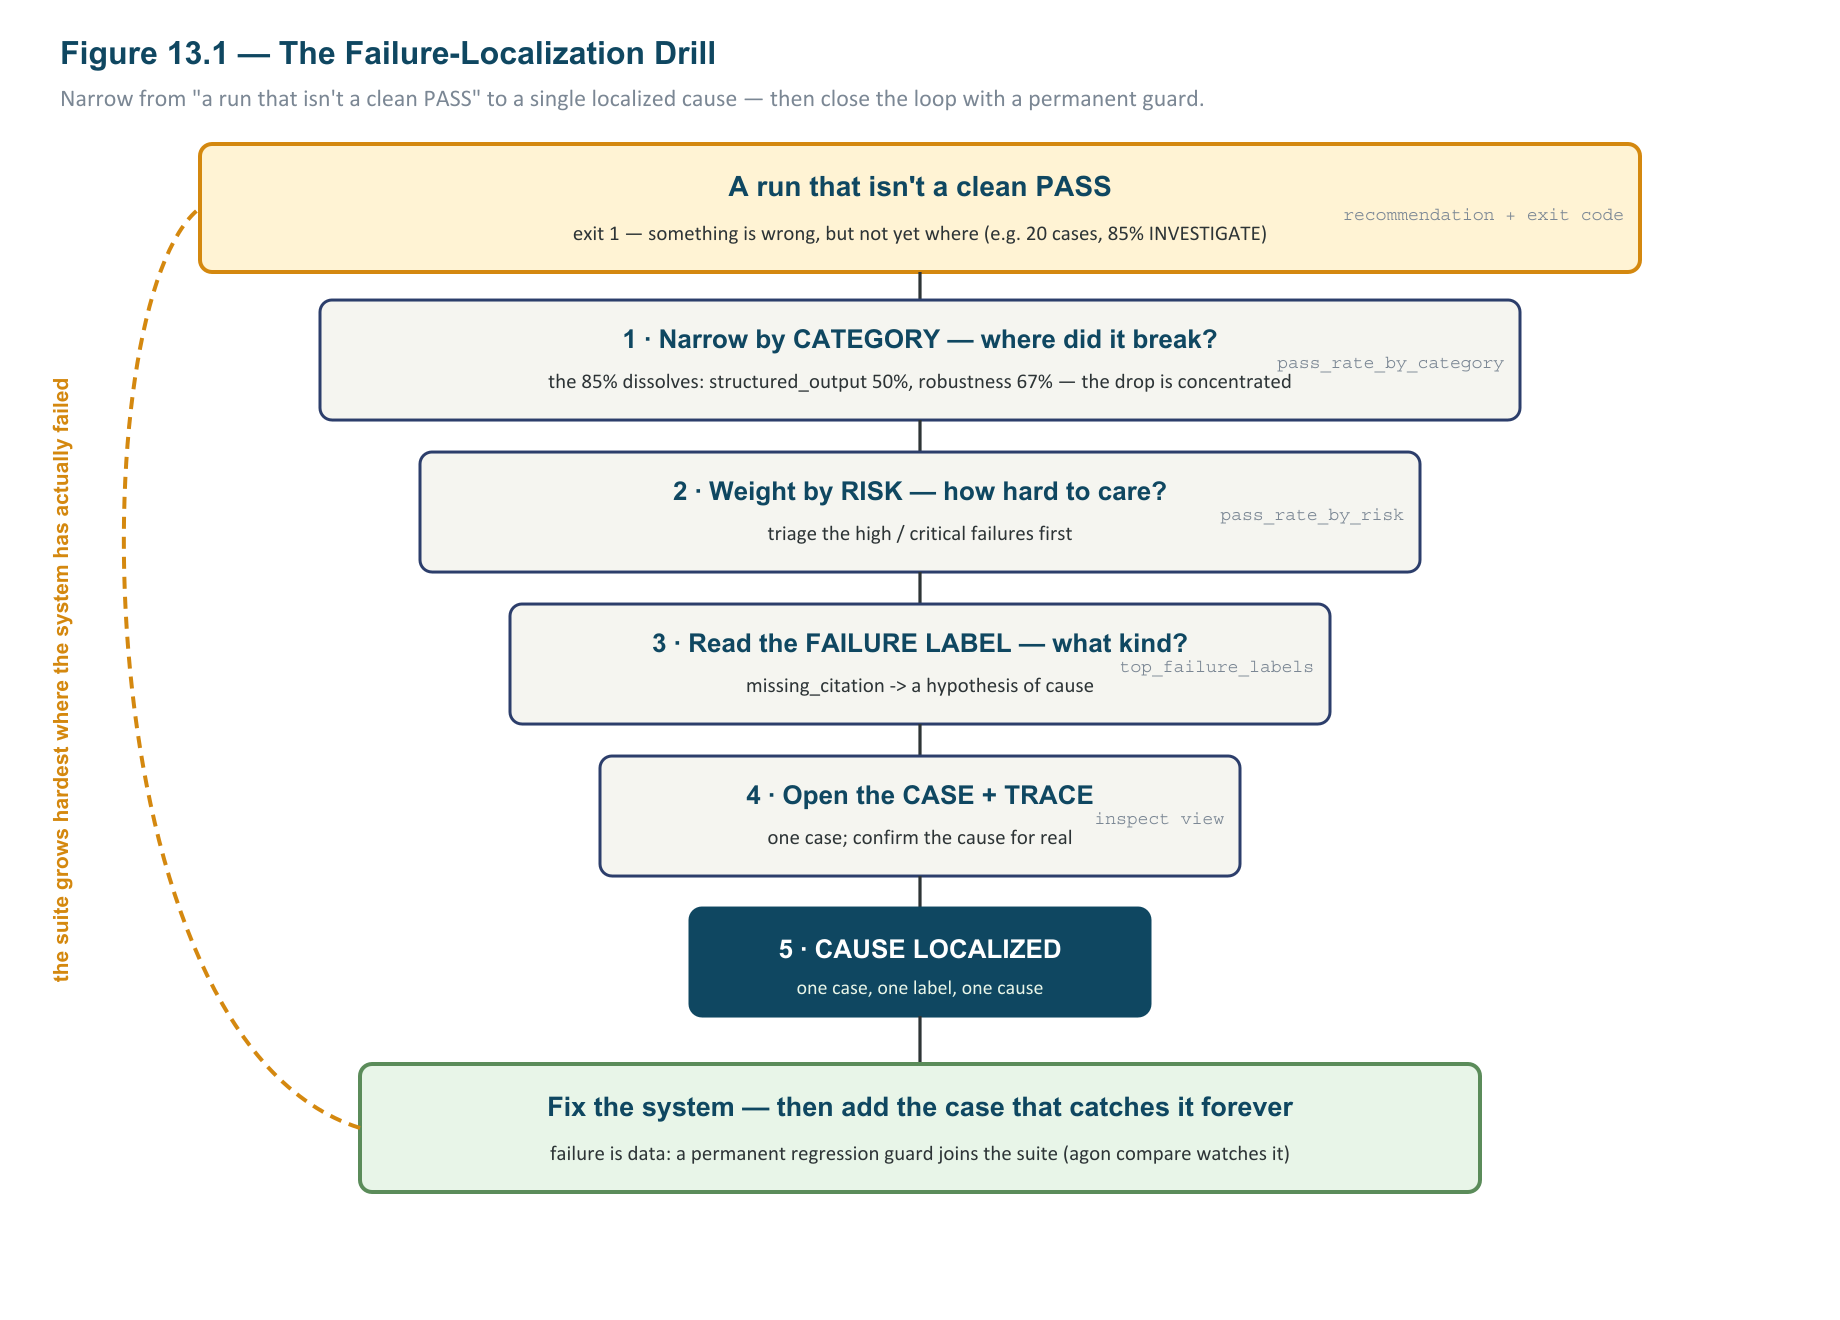 Figure 13.1 — The Failure-Localization Drill
Narrow from "a run that isn't a clean PASS" to a single localized cause — then close the loop with a permanent guard.
A run that isn't a clean PASS
recommendation + exit code
exit 1 — something is wrong, but not yet where (e.g. 20 cases, 85% INVESTIGATE)
1 · Narrow by CATEGORY — where did it break?
pass_rate_by_category
the 85% dissolves: structured_output 50%, robustness 67% — the drop is concentrated
2 · Weight by RISK — how hard to care?
pass_rate_by_risk
triage the high / critical failures first
3 · Read the FAILURE LABEL — what kind?
top_failure_labels
missing_citation -> a hypothesis of cause
4 · Open the CASE + TRACE
inspect view
one case; confirm the cause for real
5 · CAUSE LOCALIZED
one case, one label, one cause
Fix the system — then add the case that catches it forever
failure is data: a permanent regression guard joins the suite (agon compare watches it)
the suite grows hardest where the system has actually failed